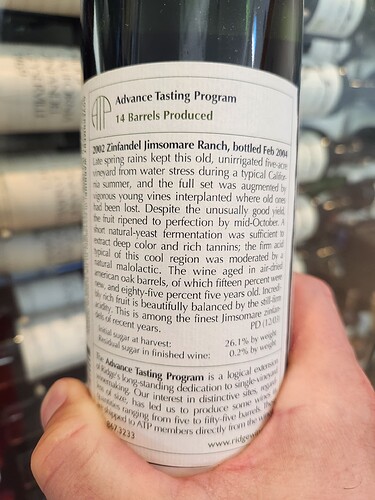 ATP
Advance Tasting Program
14 Barrels Produced
2002 Zinfandel Jimsomare Ranch, bottled Feb 2004
Late spring rains kept this old, unirrigated five-acre
vineyard from water stress during a typical Califor-
nia summer, and the full set was augmented by
vigorous young vines interplanted where old ones
had been lost. Despite the unusually good yield,
the fruit ripened to perfection by mid-October. A
short natural-yeast fermentation was sufficient to
extract deep color and rich tannins; the firm acid
typical of this cool region was moderated by a
natural malolactic. The wine aged in air-dried
american oak barrels, of which fifteen percent were
new, and eighty-five percent five years old. Incred-
ibly rich fruit is beautifully balanced by the still-firm
acidity. This is among the finest Jimsomare zinfan-
dels of recent years.
PD (12/03)
Initial sugar at harvest: 26.1% by weight
Residual sugar in finished wine: 0.2% by weight
Advance Tasting Program is a logical extension
of Ridge's long-standing dedication to single-vineyard
winemaking. Our interest in distinctive sites,
of size, has led us to produce some wines
quantities ranging from five to fifty-five barrels.
shipped to ATP members directly from the
867.3233
www.ridgew